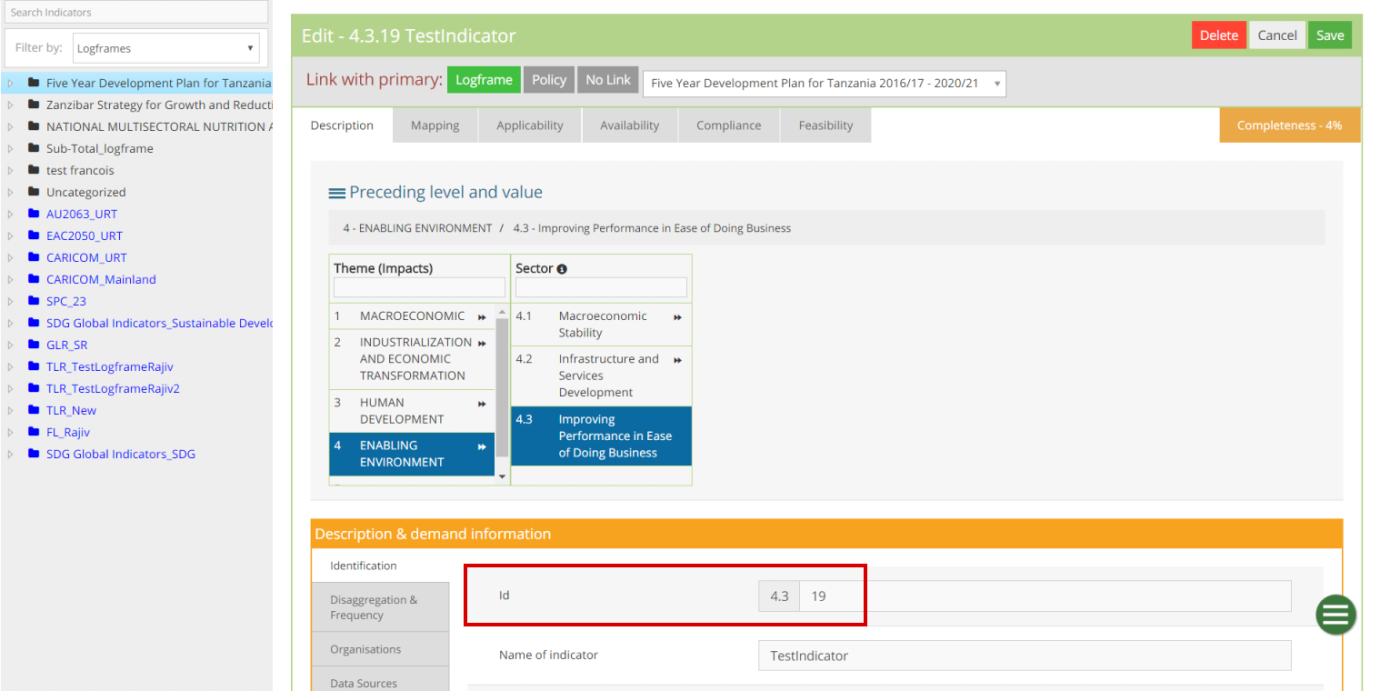 Search Indicators
Filter by: Logframes
Five Year Development Plan for Tanzania
Zanzibar Strategy for Growth and Reducti
NATIONAL MULTISECTORAL NUTRITION A
Sub-Total_logframe
test francois
Uncategorized
AU2063_URT
EAC2050_URT
CARICOM_URT
CARICOM_Mainland
SPC_23
SDG Global Indicators_Sustainable Develo
GLR_SR
TLR_TestLogframeRajiv
TLR_TestLogframeRajiv2
TLR_New
FL_Rajiv
SDG Global Indicators_SDG
Edit - 4.3.19 TestIndicator
Delete Cancel Save
Link with primary: Logframe Policy No Link Five Year Development Plan for Tanzania 2016/17 - 2020/21
Description Mapping Applicability Availability Compliance Feasibility Completeness - 4%
Preceding level and value
4 - ENABLING ENVIRONMENT / 4.3 - Improving Performance in Ease of Doing Business
Theme (Impacts)
1 MACROECONOMIC
2 INDUSTRIALIZATION
AND ECONOMIC
TRANSFORMATION
3 HUMAN
DEVELOPMENT
4 ENABLING
ENVIRONMENT
Sector
4.1 Macroeconomic
Stability
4.2 Infrastructure and
Services
Development
4.3 Improving
Performance in Ease
of Doing Business
Description & demand information
Identification
Disaggregation &
Frequency
Organisations
Data Sources
Id 4.3 19
Name of indicator TestIndicator